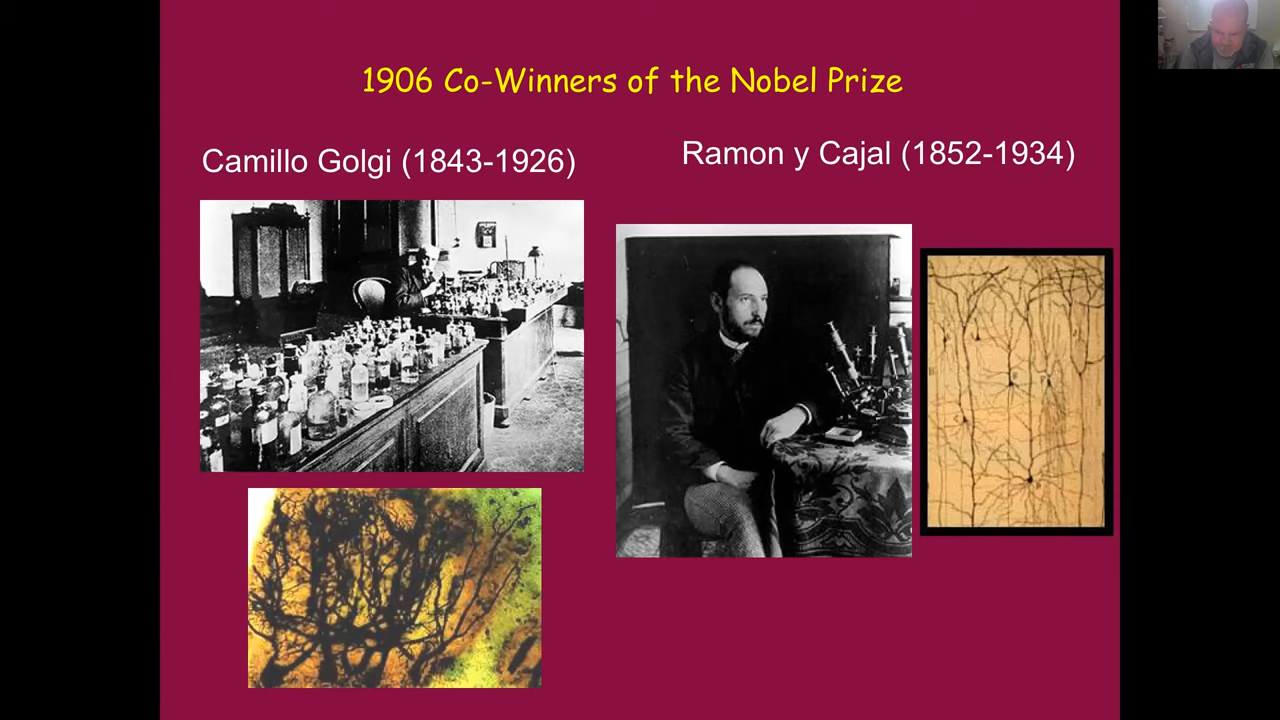 1906 Co-Winners of the Nobel Prize
Camillo Golgi (1843-1926)
Ramon y Cajal (1852-1934)